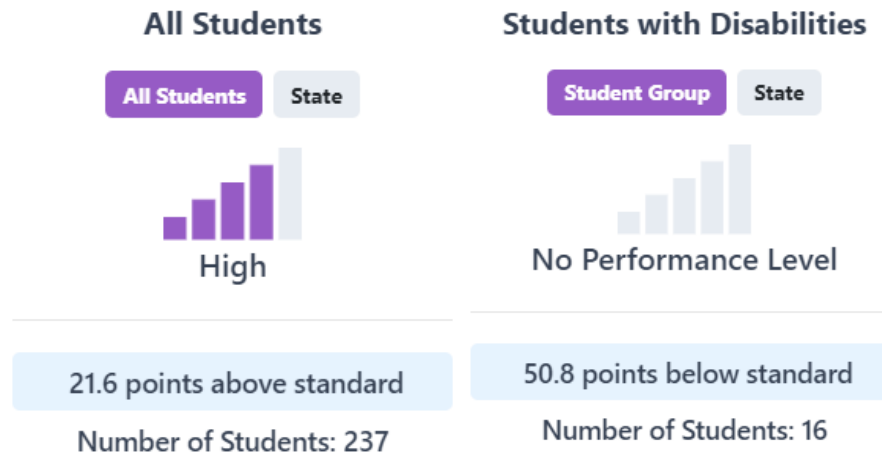 All Students
All Students State
High
21.6 points above standard
Number of Students: 237
Students with Disabilities
Student Group State
No Performance Level
50.8 points below standard
Number of Students: 16